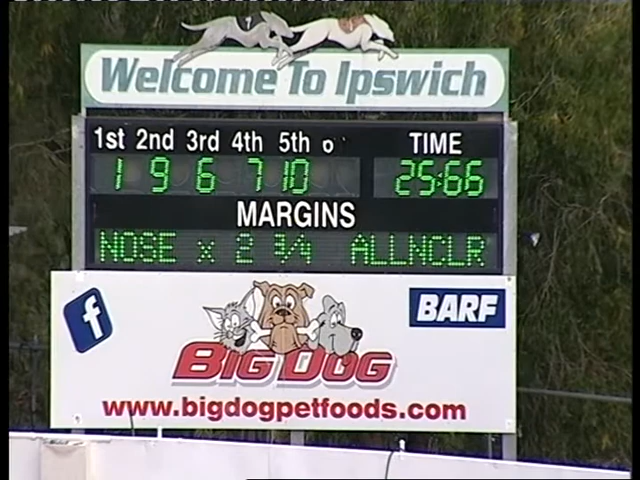 Welcome To Ipswich
1st 2nd 3rd 4th 5th TIME
1 9 6 7 10 25:66
MARGINS
NOSE x 2 3/4 ALLNCLR
f BARF
BIG DOG
www.bigdogpetfoods.com